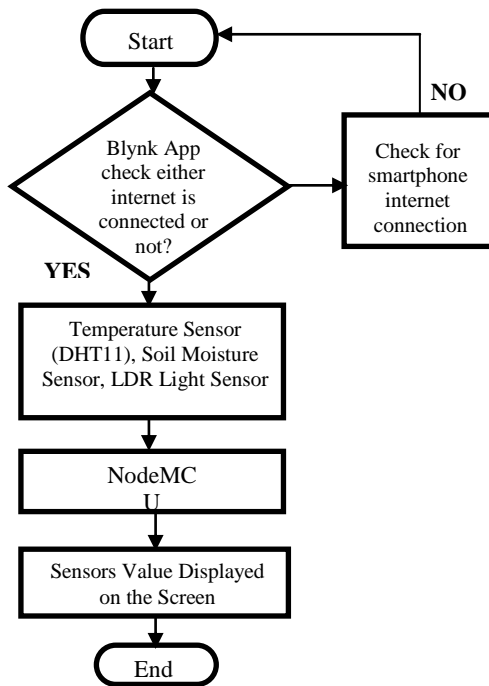 Start
NO
Blynk App
check either
internet is
connected or
not?
Check for
smartphone
internet
connection
YES
Temperature Sensor
(DHT11), Soil Moisture
Sensor, LDR Light Sensor
NodeMC
U
Sensors Value Displayed
on the Screen
End